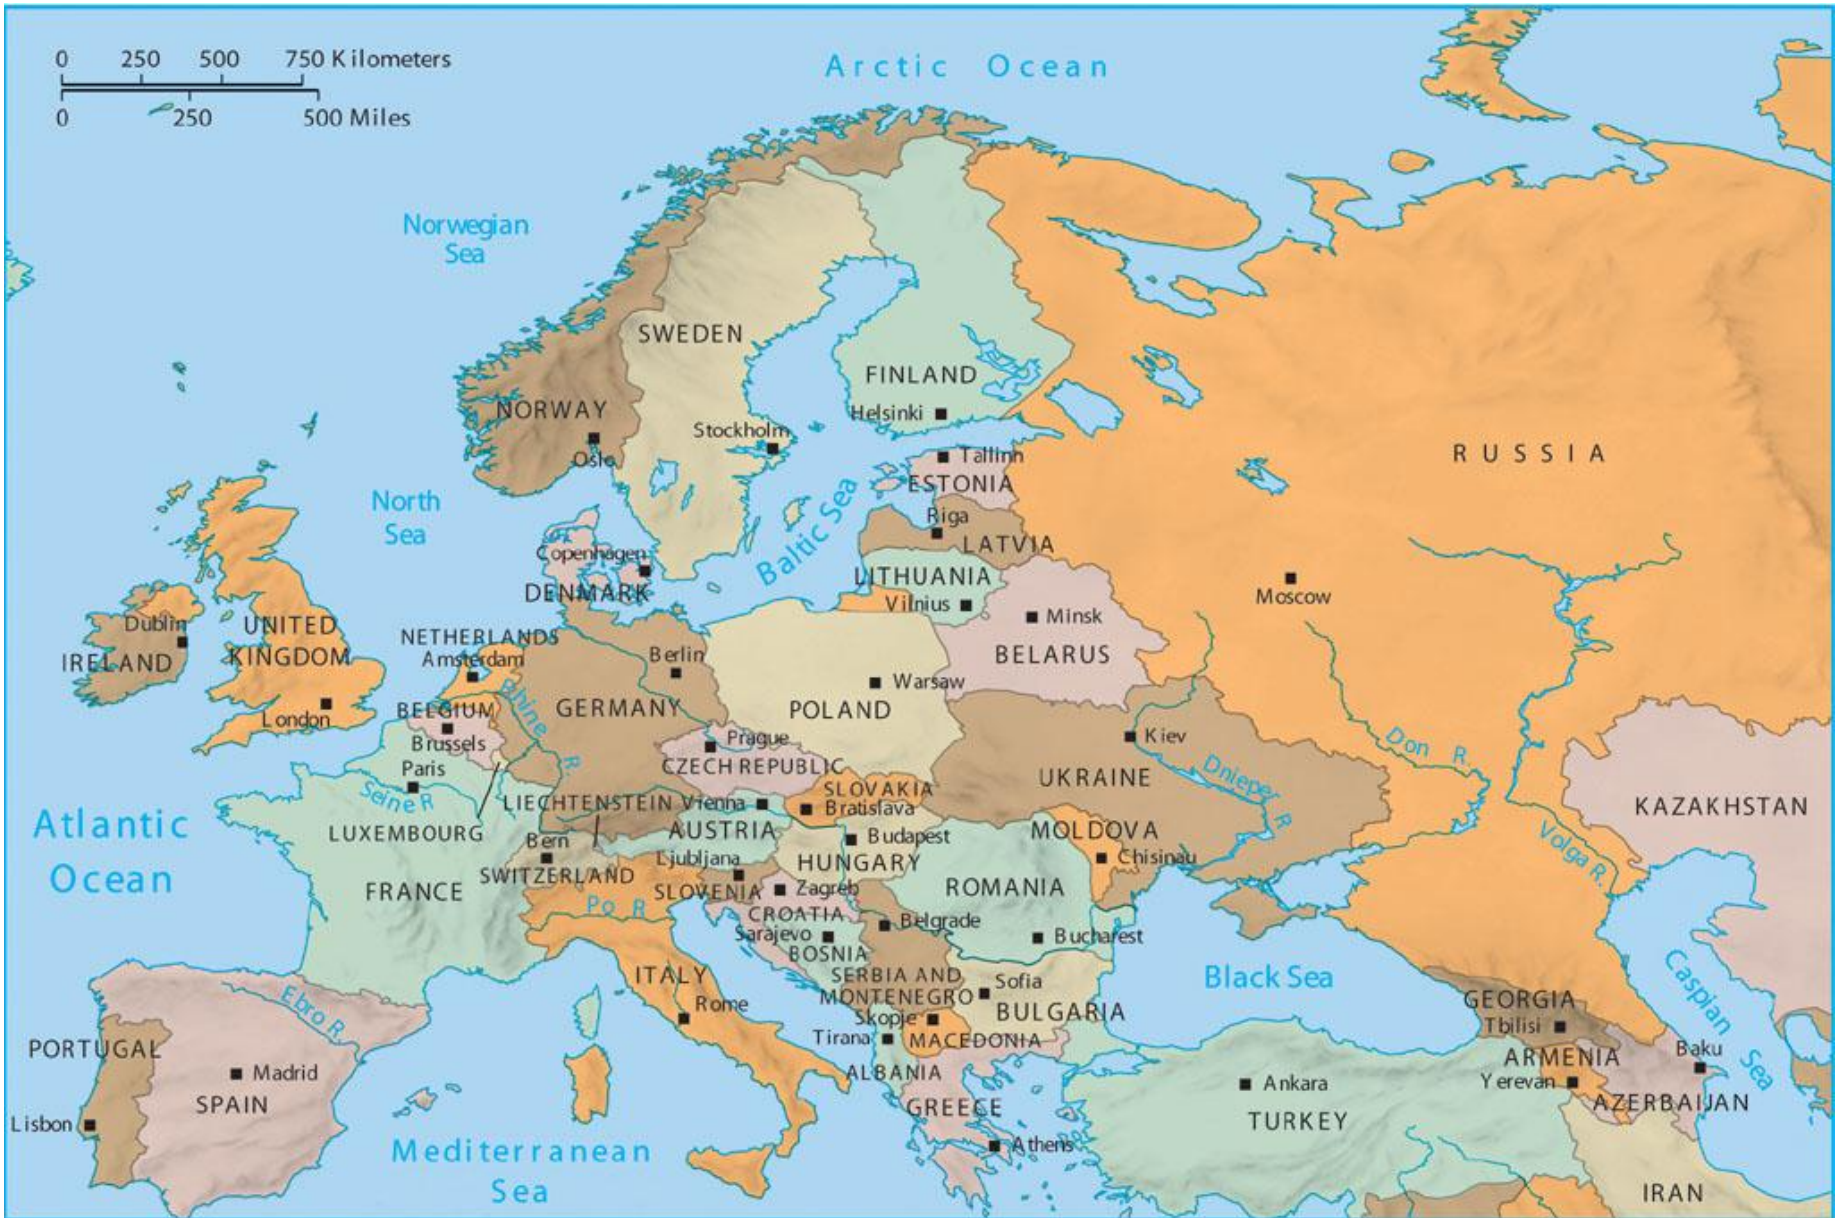 0 250 500 750 Kilometers
0 250 500 Miles
Arctic Ocean
Norwegian
Sea
SWEDEN
FINLAND
NORWAY
Helsinki
Stockholm
Oslo
Tallinn
ESTONIA
RUSSIA
North
Sea
Baltic Sea
Riga
LATVIA
Copenhagen
DENMARK
LITHUANIA
Vilnius
Moscow
Minsk
BELARUS
Dublin
IRELAND
UNITED
KINGDOM
London
NETHERLANDS
Amsterdam
Berlin
Rhine R
GERMANY
Warsaw
POLAND
BELGIUM
Brussels
Prague
CZECH REPUBLIC
Kiev
UKRAINE
Dnieper R
Don R.
Volga R.
KAZAKHSTAN
Paris
Seine R
LUXEMBOURG
LIECHTENSTEIN
Vienna
SLOVAKIA
Bratislava
Atlantic
Ocean
AUSTRIA
Budapest
HUNGARY
MOLDOVA
Chisinau
Bern
SWITZERLAND
Ljubljana
SLOVENIA
Zagreb
FRANCE
ROMANIA
Po R
CROATIA
Belgrade
Sarajevo
BOSNIA
Bucharest
ITALY
SERBIA AND
MONTENEGRO
Sofia
BULGARIA
Black Sea
Caspian Sea
Ebro R.
Rome
Skopje
MACEDONIA
Tirana
ALBANIA
GEORGIA
Tbilisi
ARMENIA
Yerevan
Baku
AZERBAIJAN
PORTUGAL
Madrid
SPAIN
Lisbon
GREECE
Athens
Ankara
TURKEY
Mediterranean
Sea
IRAN